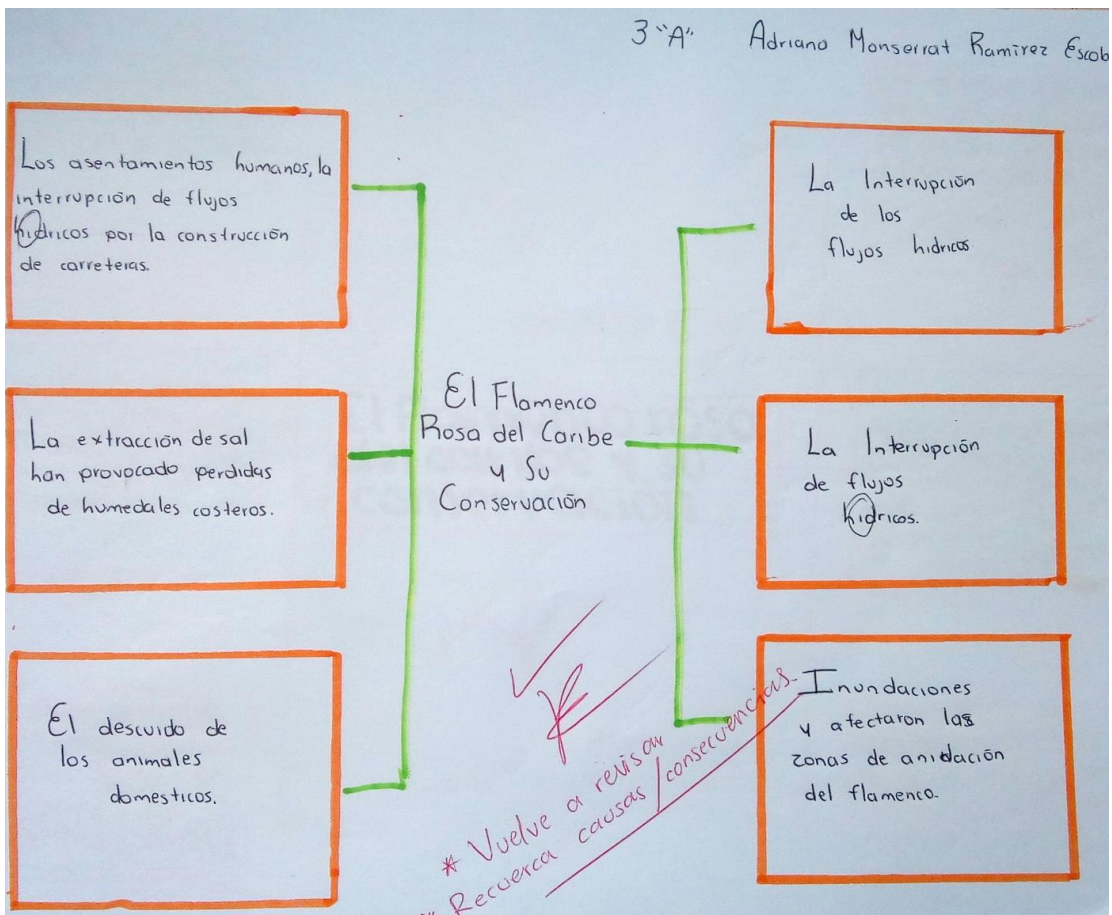 3 "A" Adriana Monserrat Ramirez Escob
Los asentamientos humanos, la
interrupción de flujos
hidricos por la construcción
de carreteras.
La extracción de sal
han provocado perdidas
de humedales costeros.
El descuido de
los animales
domesticos.
El Flamenco
Rosa del Caribe
y Su
Conservación
La Interrupción
de los
flujos hidricos
La Interrupción
de flujos
hidricos.
Inundaciones
y afectaron las
zonas de anidación
del flamenco.
* Vuelve a revisar
* Recuerca causas/consecuencias.